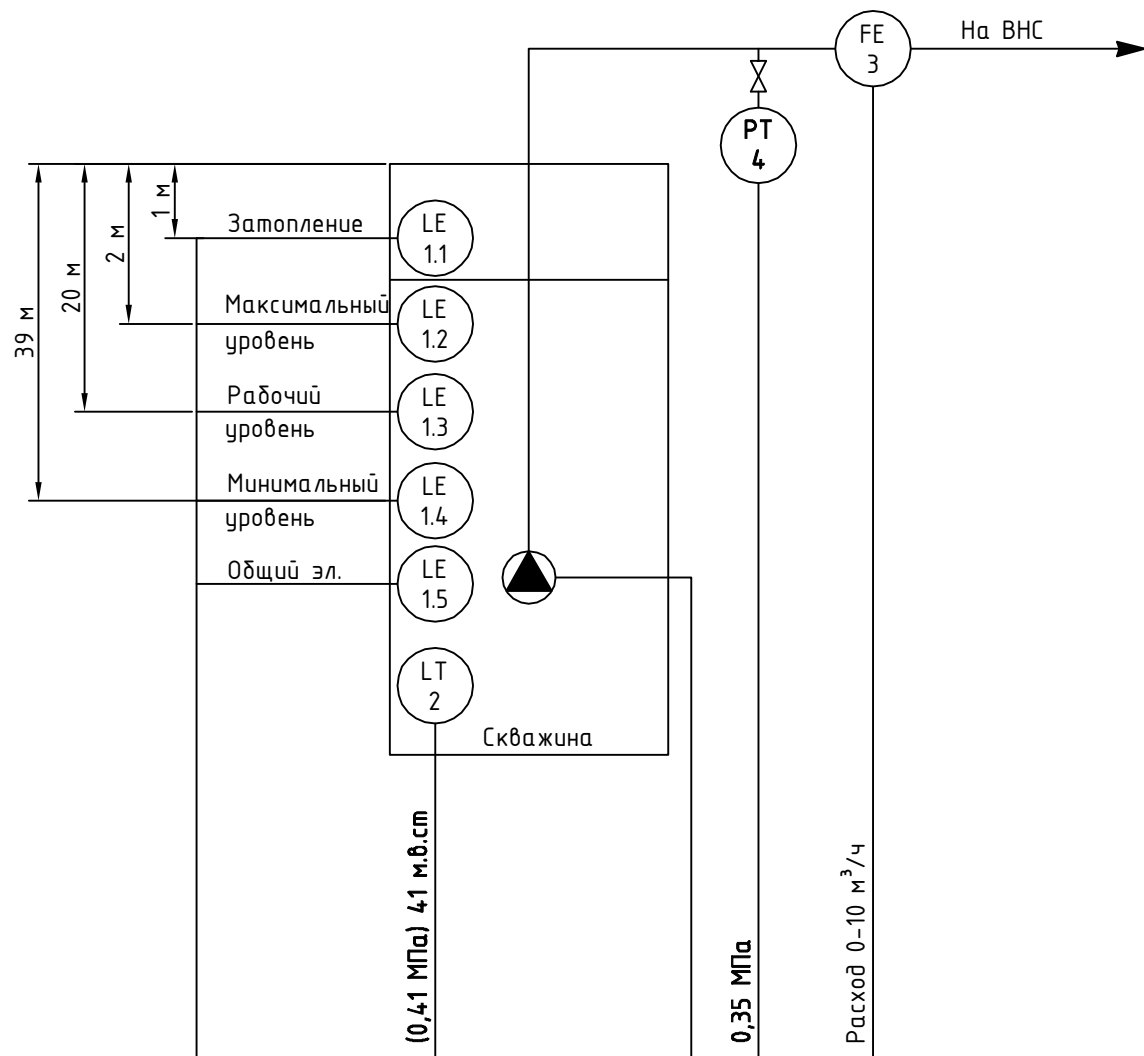 FE
3
На ВНС
PT
4
1 м
2 м
20 м
39 м
Затопление
LE
1.1
Максимальный
уровень
LE
1.2
Рабочий
уровень
LE
1.3
Минимальный
уровень
LE
1.4
Общий эл.
LE
1.5
LT
2
Скважина
(0,41 МПа) 41 м.в.ст
0,35 МПа
Расход 0-10 м³/ч